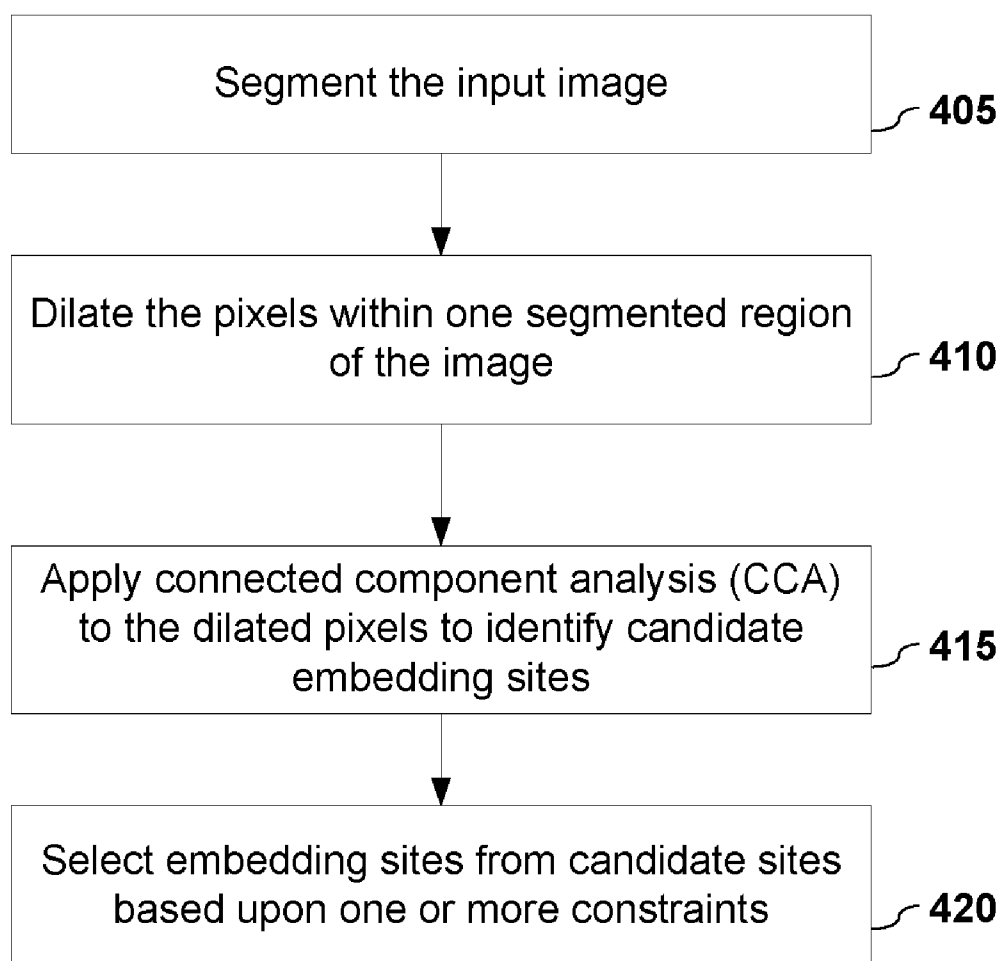 Segment the input image
405
Dilate the pixels within one segmented region
of the image
410
Apply connected component analysis (CCA)
to the dilated pixels to identify candidate
embedding sites
415
Select embedding sites from candidate sites
based upon one or more constraints
420